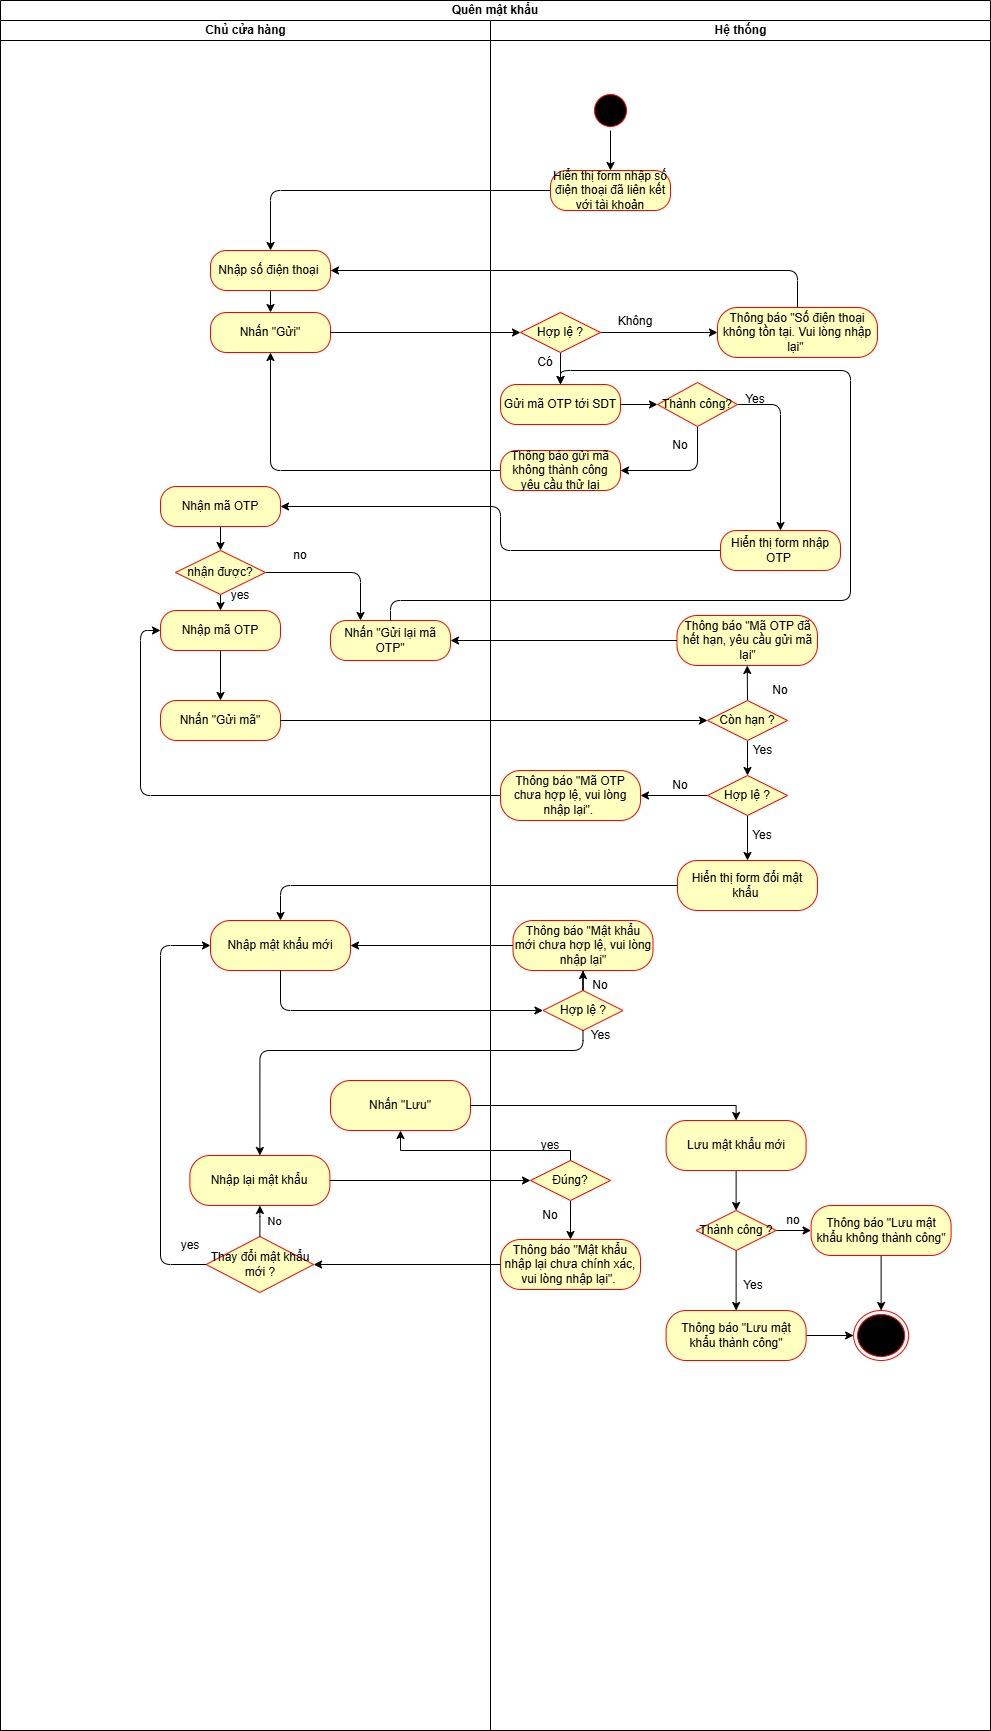 Quên mật khẩu
Chủ cửa hàng
Hệ thống
Hiển thị form nhập số
điện thoại đã liên kết
với tài khoản
Nhập số điện thoại
Nhấn "Gửi"
Hợp lệ ?
Không
Thông báo "Số điện thoại
không tồn tại. Vui lòng nhập
lại"
Có
Gửi mã OTP tới SDT
Thành công?
Yes
No
Thông báo gửi mã
không thành công
yêu cầu thử lại
Nhận mã OTP
Hiển thị form nhập
OTP
nhận được?
no
yes
Nhập mã OTP
Nhấn "Gửi lại mã
OTP"
Thông báo "Mã OTP đã
hết hạn, yêu cầu gửi mã
lại"
No
Nhấn "Gửi mã"
Còn hạn ?
Yes
Thông báo "Mã OTP
chưa hợp lệ, vui lòng
nhập lại".
No
Hợp lệ ?
Yes
Hiển thị form đổi mật
khẩu
Nhập mật khẩu mới
Thông báo "Mật khẩu
mới chưa hợp lệ, vui lòng
nhập lại"
No
Hợp lệ ?
Yes
Nhấn "Lưu"
Lưu mật khẩu mới
yes
Nhập lại mật khẩu
Đúng?
No
No
Thành công ?
no
Thông báo "Lưu mật
khẩu không thành công"
yes
Thay đổi mật khẩu
mới ?
Thông báo "Mật khẩu
nhập lại chưa chính xác,
vui lòng nhập lại".
Yes
Thông báo "Lưu mật
khẩu thành công"